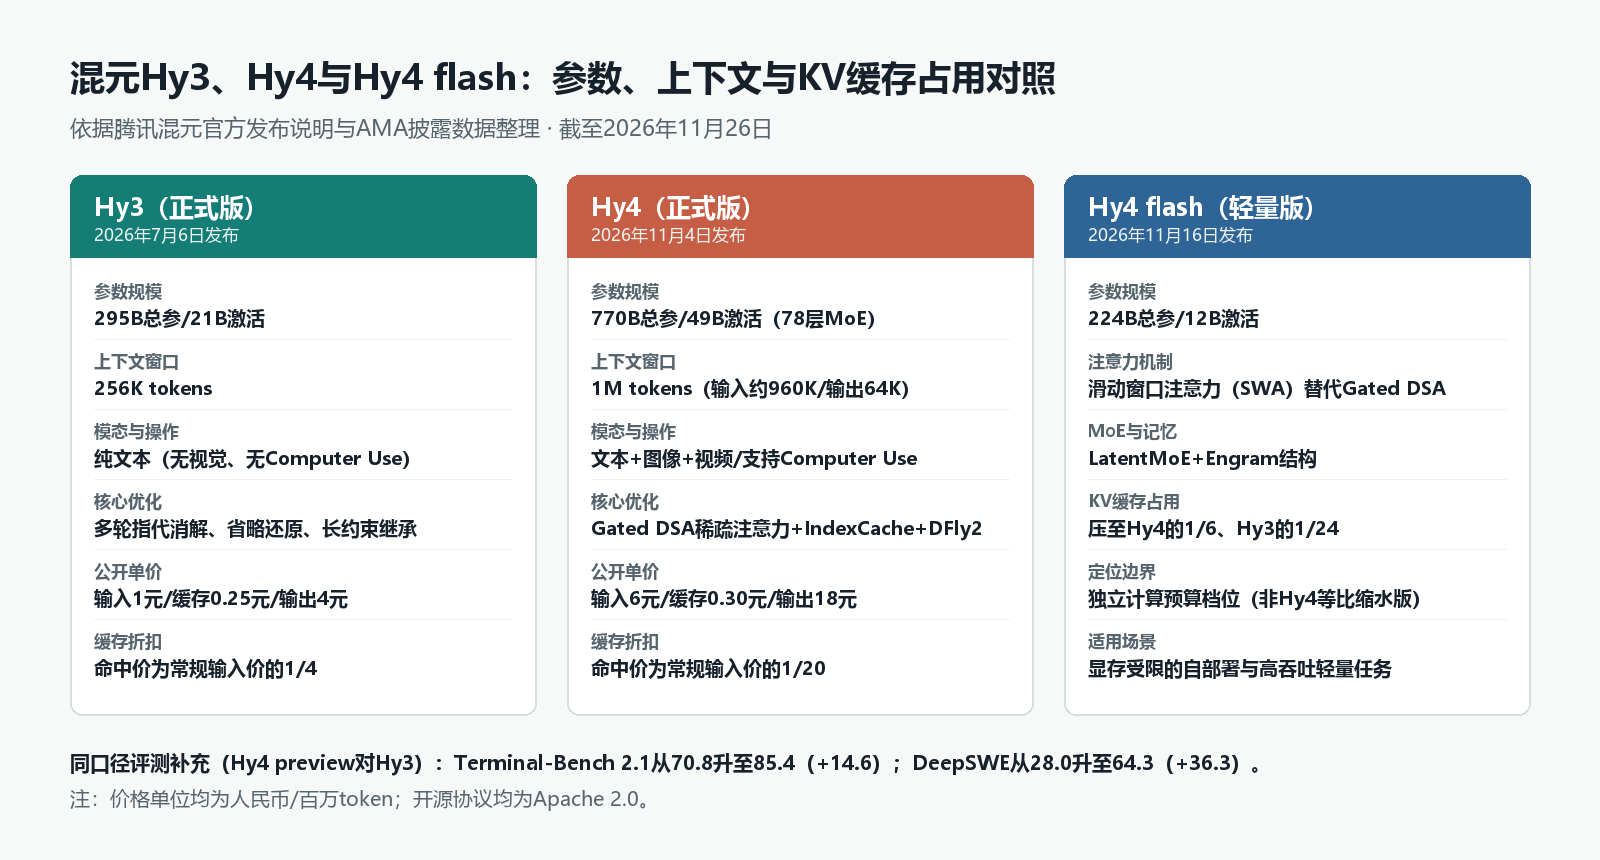 混元Hy3、Hy4与Hy4 flash：参数、上下文与KV缓存占用对照
依据腾讯混元官方发布说明与AMA披露数据整理 · 截至2026年11月26日
Hy3（正式版）
2026年7月6日发布
参数规模
295B总参/21B激活
上下文窗口
256K tokens
模态与操作
纯文本（无视觉、无Computer Use）
核心优化
多轮指代消解、省略还原、长约束继承
公开单价
输入1元/缓存0.25元/输出4元
缓存折扣
命中价为常规输入价的1/4
Hy4（正式版）
2026年11月4日发布
参数规模
770B总参/49B激活（78层MoE）
上下文窗口
1M tokens（输入约960K/输出64K）
模态与操作
文本+图像+视频/支持Computer Use
核心优化
Gated DSA稀疏注意力+IndexCache+DFly2
公开单价
输入6元/缓存0.30元/输出18元
缓存折扣
命中价为常规输入价的1/20
Hy4 flash（轻量版）
2026年11月16日发布
参数规模
224B总参/12B激活
注意力机制
滑动窗口注意力（SWA）替代Gated DSA
MoE与记忆
LatentMoE+Engram结构
KV缓存占用
压至Hy4的1/6、Hy3的1/24
定位边界
独立计算预算档位（非Hy4等比缩水版）
适用场景
显存受限的自部署与高吞吐轻量任务
同口径评测补充（Hy4 preview对Hy3）：Terminal-Bench 2.1从70.8升至85.4（+14.6）；DeepSWE从28.0升至64.3（+36.3）。
注：价格单位均为人民币/百万token；开源协议均为Apache 2.0。